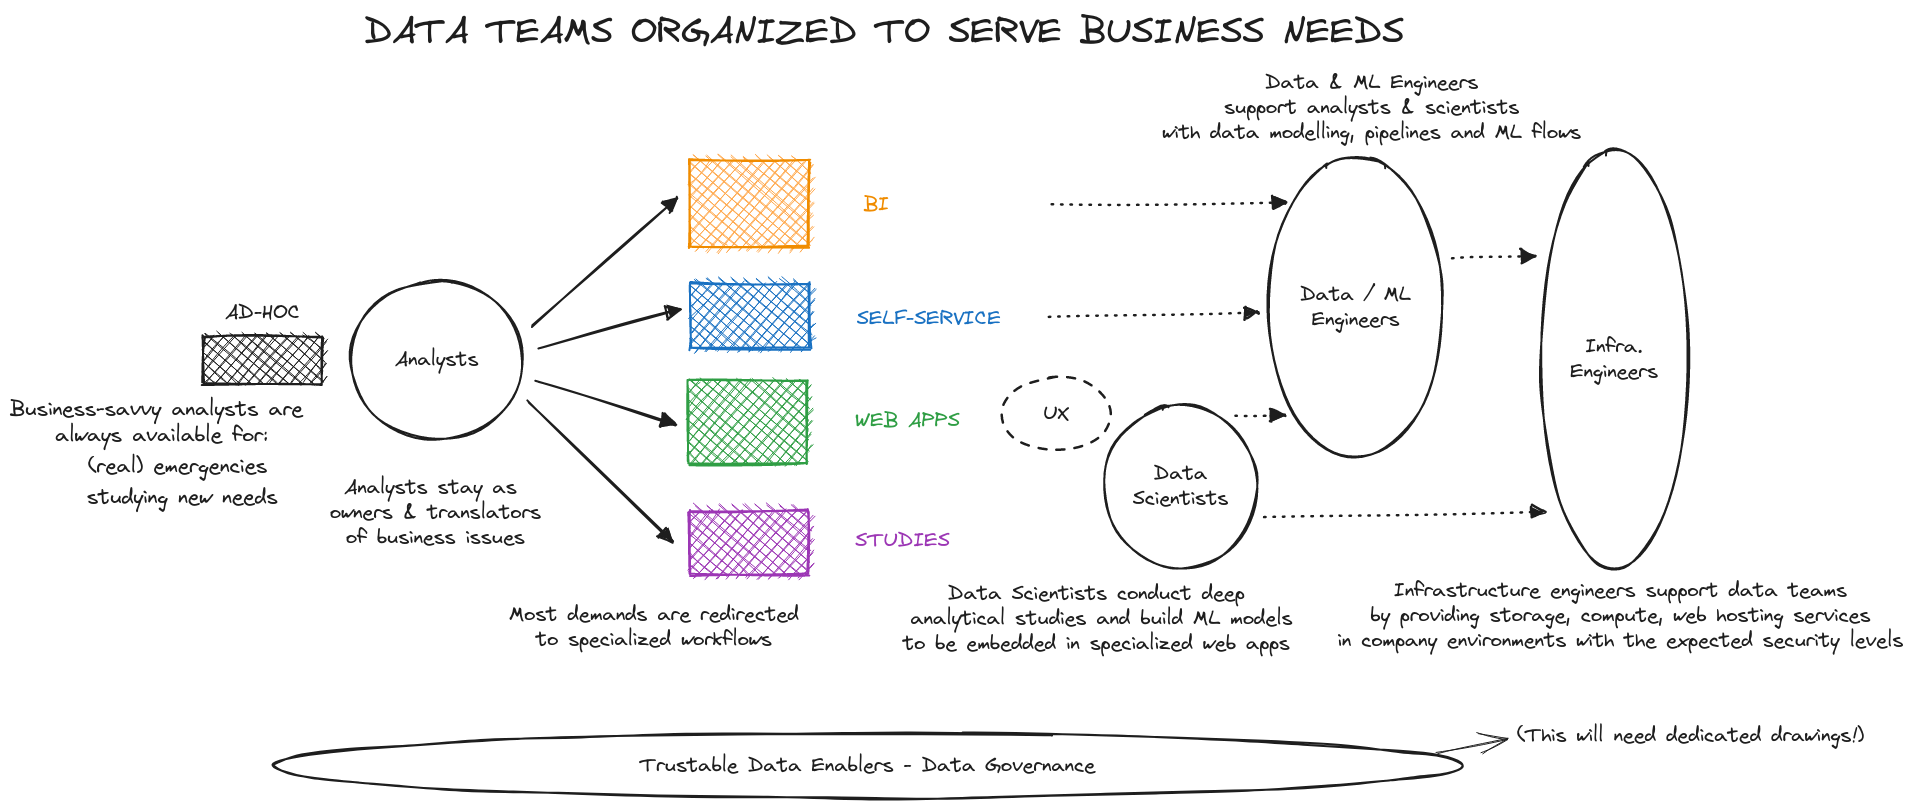 DATA TEAMS ORGANIZED TO SERVE BUSINESS NEEDS
Data & ML Engineers
support analysts & scientists
with data modelling, pipelines and ML flows
AD-HOC
Business-savvy analysts are
always available for:
(real) emergencies
studying new needs
Analysts
Analysts stay as
owners & translators
of business issues
BI
SELF-SERVICE
WEB APPS
STUDIES
Most demands are redirected
to specialized workflows
UX
Data
Scientists
Data Scientists conduct deep
analytical studies and build ML models
to be embedded in specialized web apps
Data / ML
Engineers
Infra.
Engineers
Infrastructure engineers support data teams
by providing storage, compute, web hosting services
in company environments with the expected security levels
Trustable Data Enablers - Data Governance
(This will need dedicated drawings!)